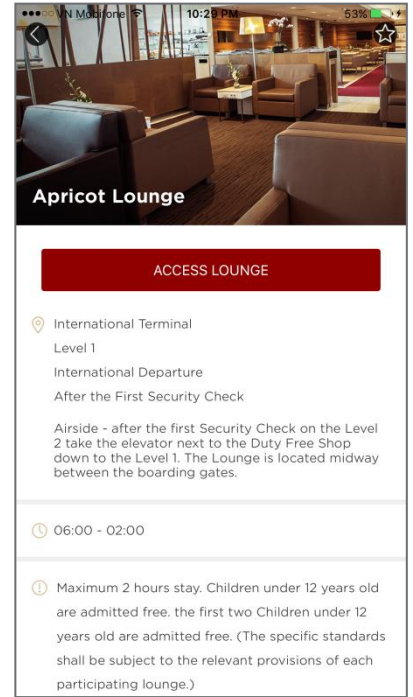 VN Mobifone 10:29 PM 53%
Apricot Lounge
ACCESS LOUNGE
International Terminal
Level 1
International Departure
After the First Security Check
Airside - after the first Security Check on the Level
2 take the elevator next to the Duty Free Shop
down to the Level 1. The Lounge is located midway
between the boarding gates.
06:00 - 02:00
Maximum 2 hours stay. Children under 12 years old
are admitted free. the first two Children under 12
years old are admitted free. (The specific standards
shall be subject to the relevant provisions of each
participating lounge.)